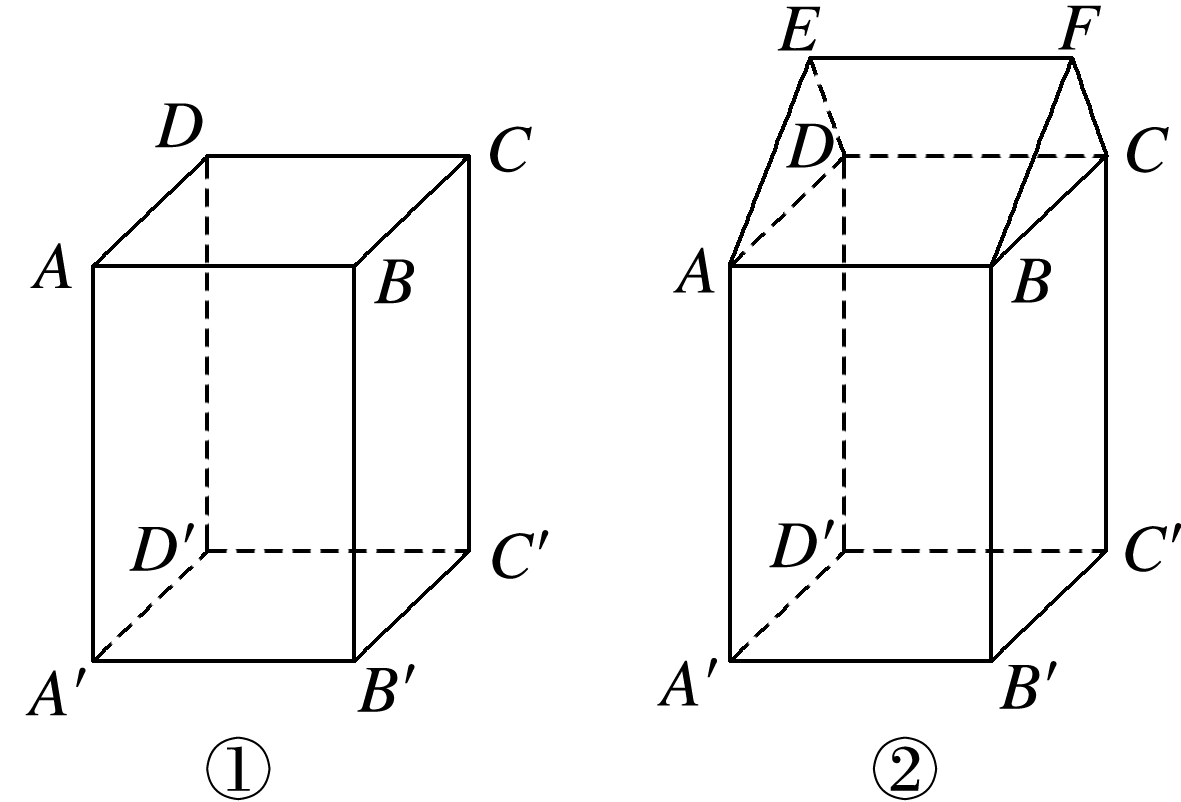 E F
D C D C
A B A B
D′ C′ D′ C′
A′ B′ A′ B′
① ②